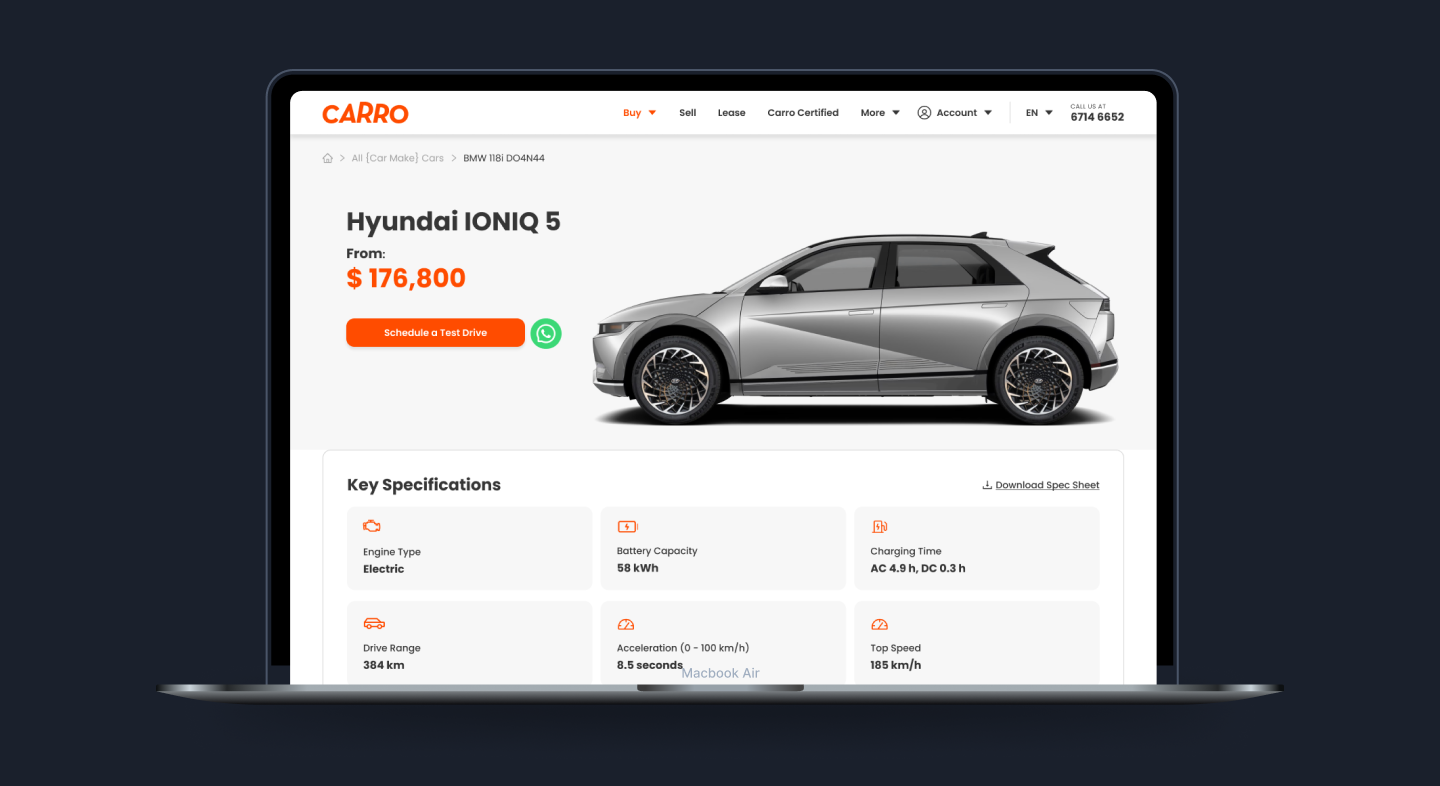 CARRO
Buy Sell Lease Carro Certified More Account EN CALL US AT
6714 6652
All {Car Make} Cars BMW 118i DO4N44
Hyundai IONIQ 5
From:
$ 176,800
Schedule a Test Drive
Key Specifications Download Spec Sheet
Engine Type
Electric
Battery Capacity
58 kWh
Charging Time
AC 4.9 h, DC 0.3 h
Drive Range
384 km
Acceleration (0 - 100 km/h)
8.5 seconds
Top Speed
185 km/h
Macbook Air